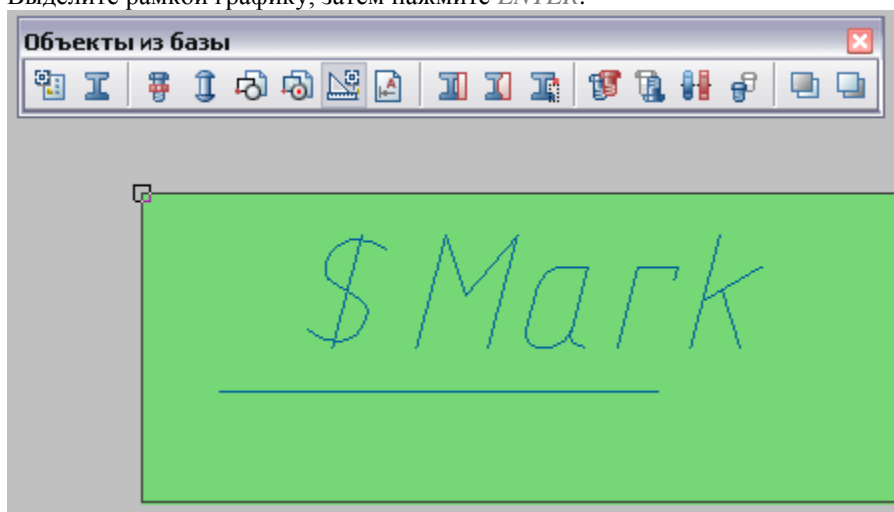 Выделите рамкой графику, затем нажмите ENTER.
Объекты из базы
$Mark